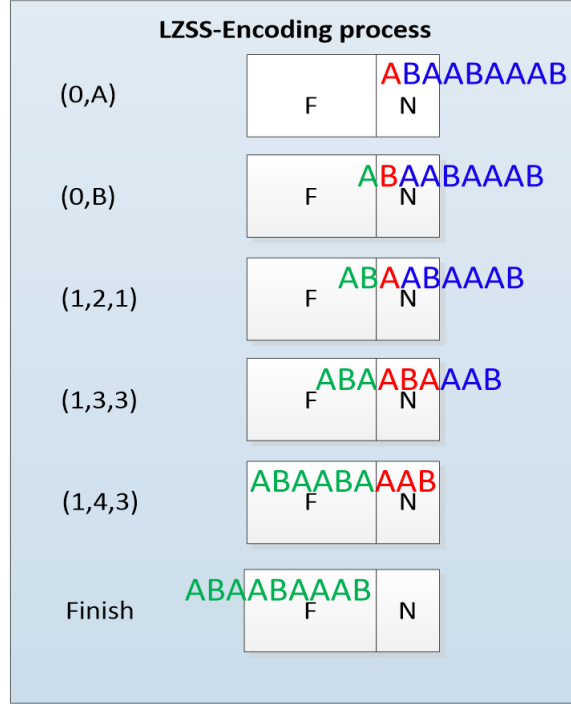 LZSS-Encoding process
(0,A)
ABAABAAAB
F N
(0,B)
ABAABAAAB
F N
(1,2,1)
ABAABAAAB
F N
(1,3,3)
ABAABAAAB
F N
(1,4,3)
ABAABAAAB
F N
Finish
ABAABAAAB
F N